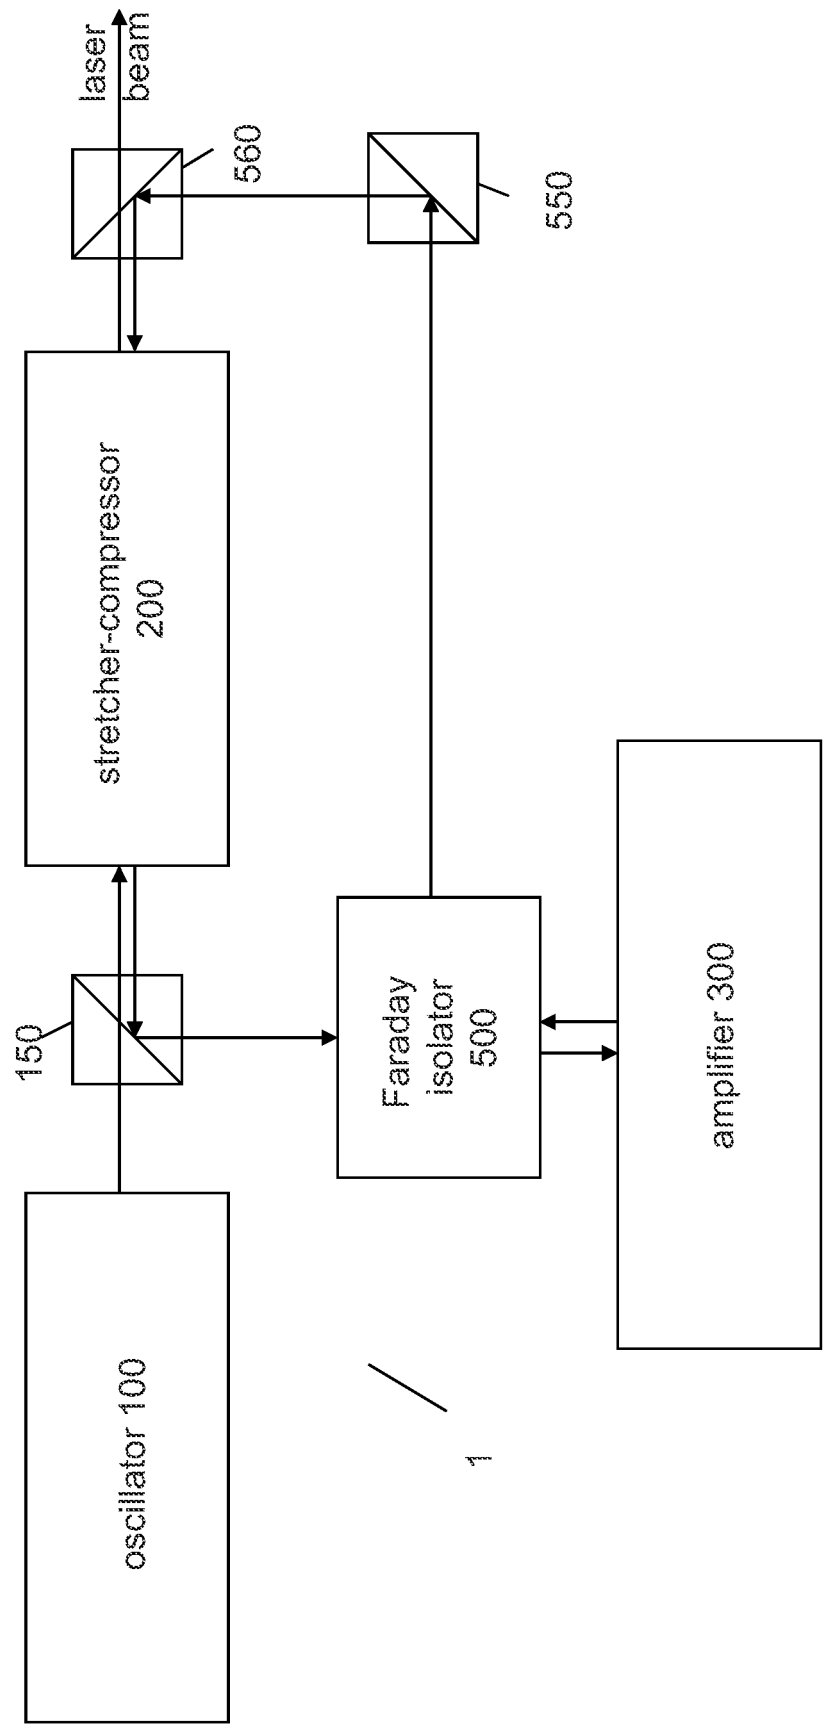 oscillator 100
150
stretcher-compressor
200
560
laser
beam
Faraday
isolator
500
550
1
amplifier 300